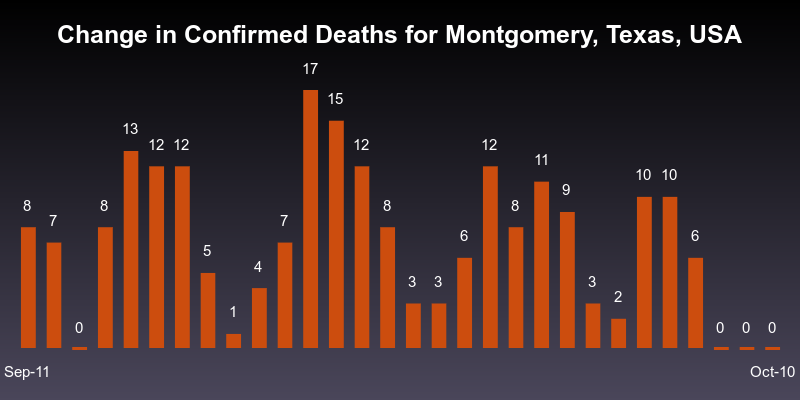 Change in Confirmed Deaths for Montgomery, Texas, USA
8 7 0 8 13 12 12 5 1 4 7 17 15 12 8 3 3 6 12 8 11 9 3 2 10 10 6 0 0 0
Sep-11 Oct-10